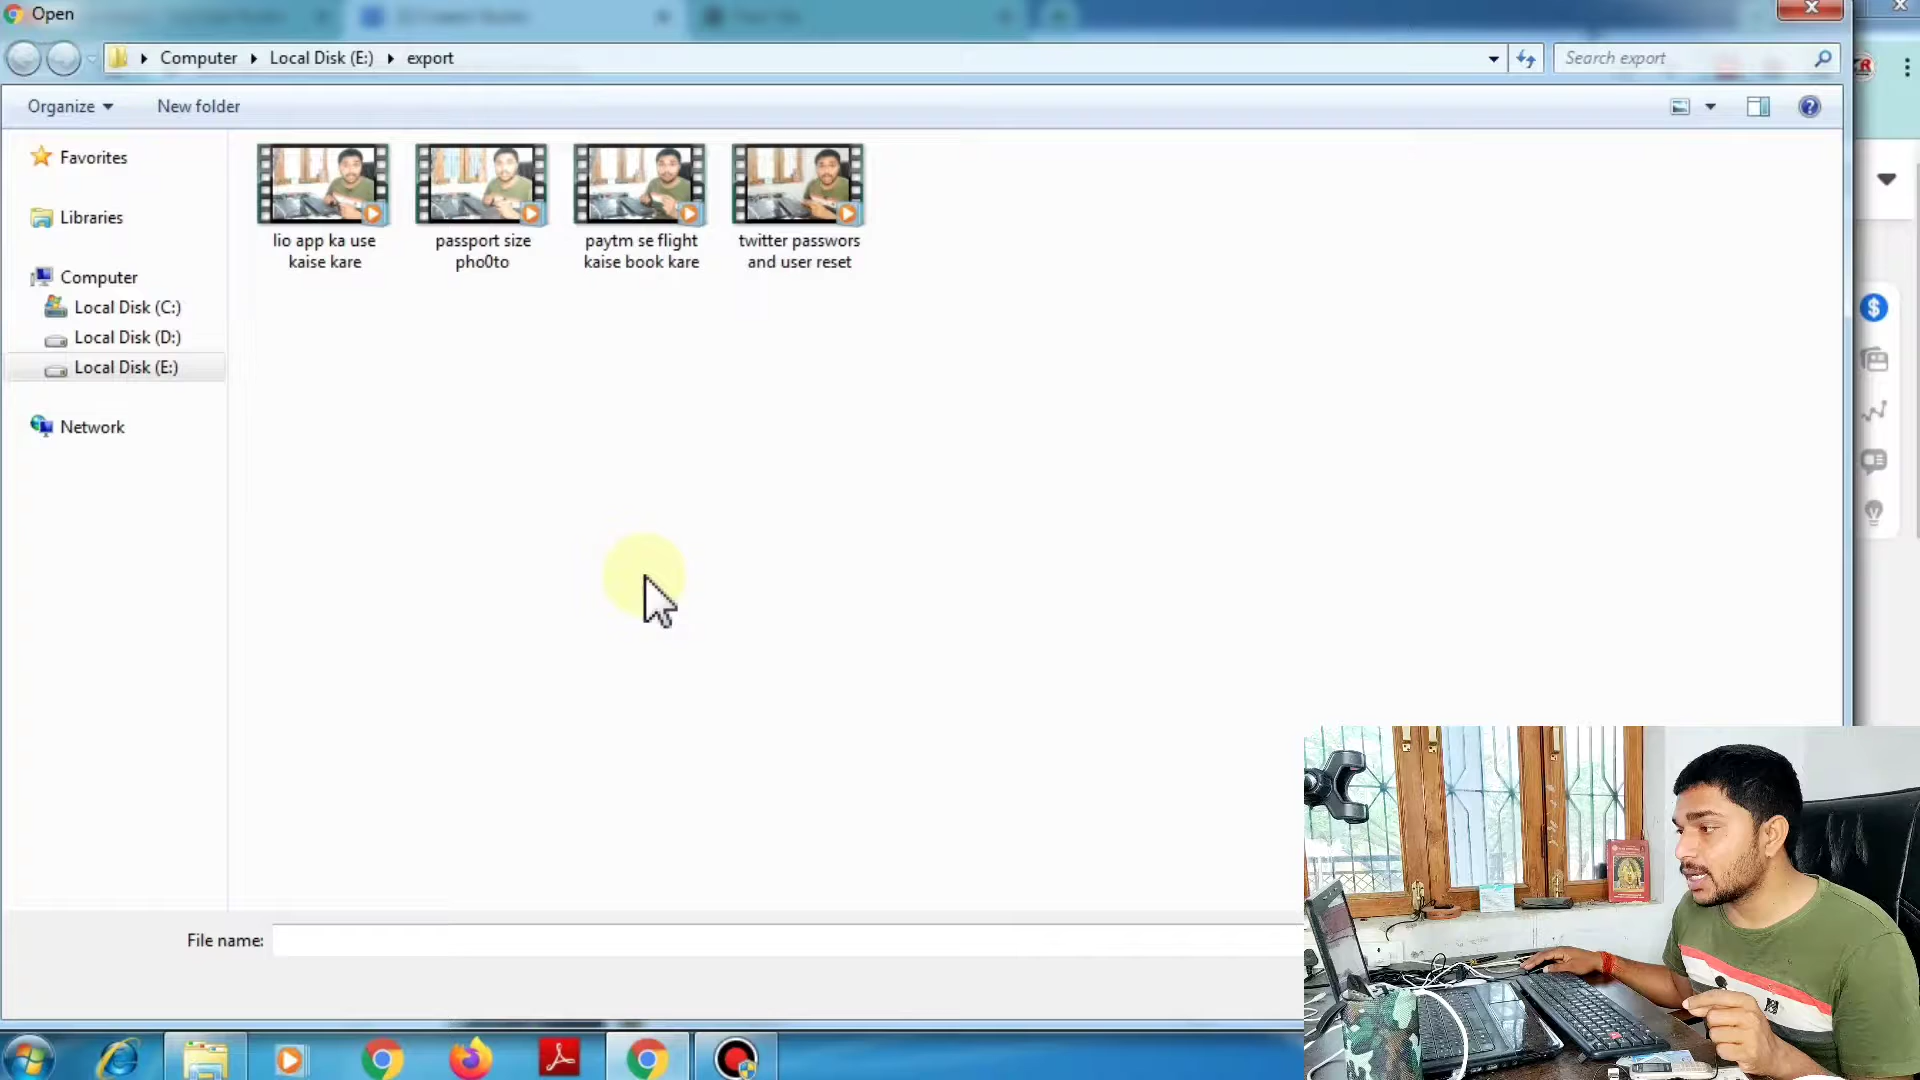 Open
Computer
Local Disk (E:)
export
Search export
Organize
New folder
Favorites
Libraries
Computer
Local Disk (C:)
Local Disk (D:)
Local Disk (E:)
Network
lio app ka use
kaise kare
passport size
pho0to
paytm se flight
kaise book kare
twitter passwors
and user reset
File name: